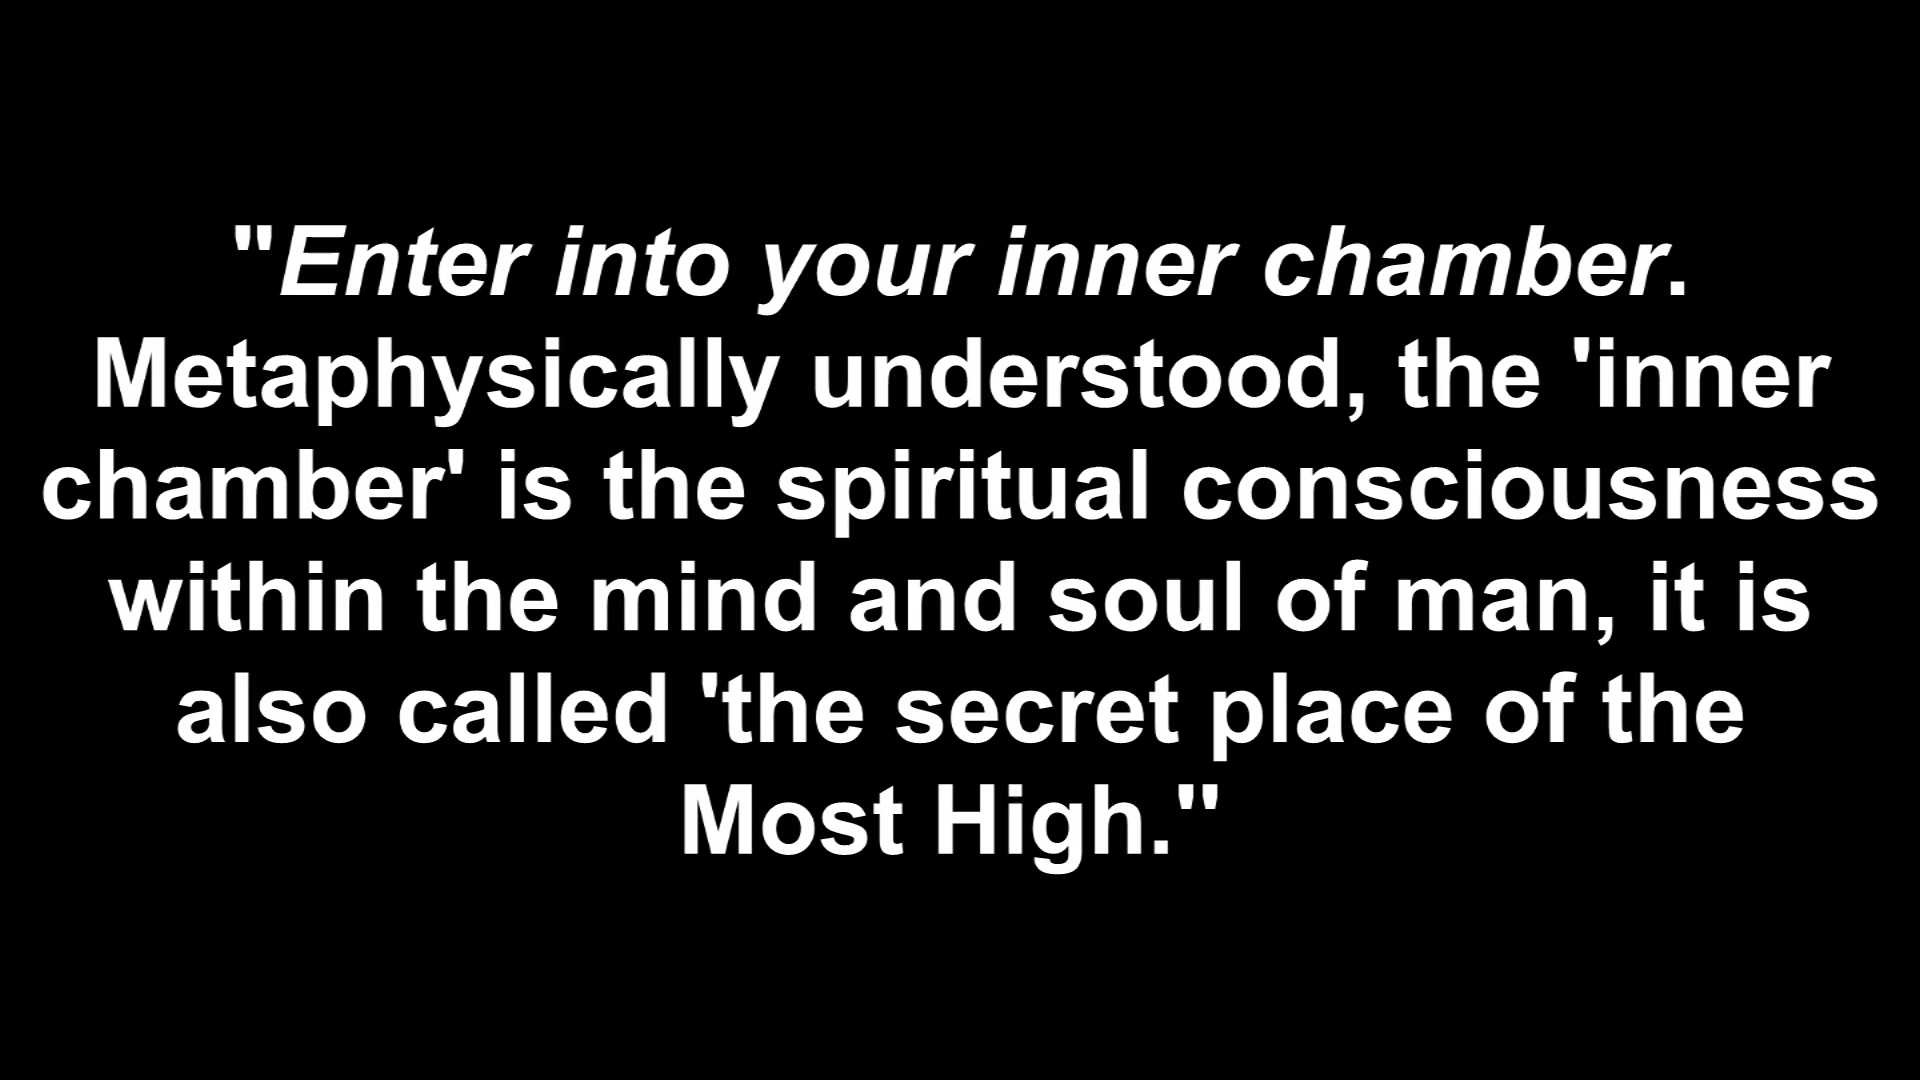 "Enter into your inner chamber.
Metaphysically understood, the 'inner
chamber' is the spiritual consciousness
within the mind and soul of man, it is
also called 'the secret place of the
Most High."